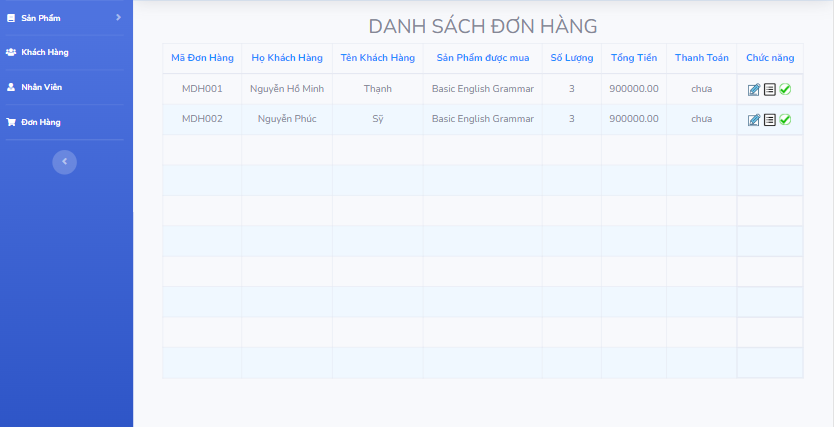 Sản Phẩm
Khách Hàng
Nhân Viên
Đơn Hàng
DANH SÁCH ĐƠN HÀNG
Mã Đơn Hàng Họ Khách Hàng Tên Khách Hàng Sản Phẩm được mua Số Lượng Tổng Tiền Thanh Toán Chức năng
MDH001 Nguyễn Hồ Minh Thạnh Basic English Grammar 3 900000.00 chưa
MDH002 Nguyễn Phúc Sỹ Basic English Grammar 3 900000.00 chưa